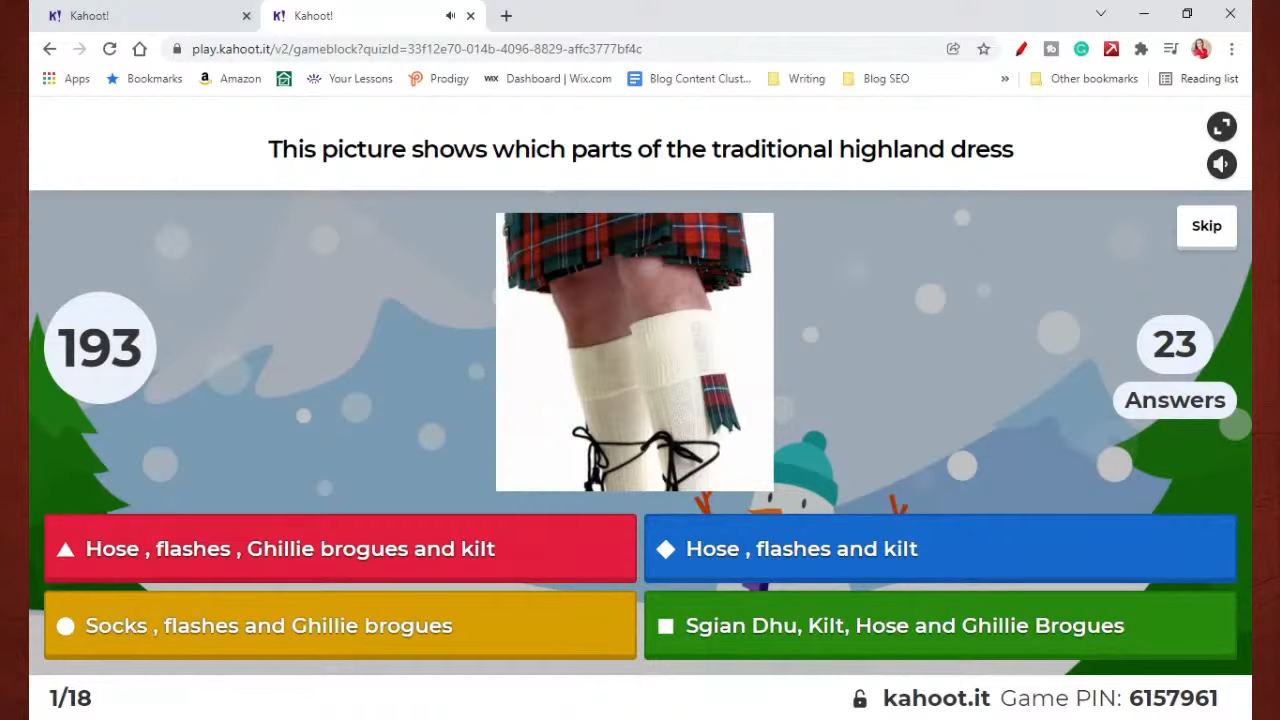 Kahoot!
Kahoot!
play.kahoot.it/v2/gameblock?quizId=33f12e70-014b-4096-8829-affc3777bf4c
Apps Bookmarks Amazon Your Lessons Prodigy WIX Dashboard | Wix.com Blog Content Clust... Writing Blog SEO » Other bookmarks Reading list
This picture shows which parts of the traditional highland dress
Skip
193
23
Answers
Hose , flashes , Ghillie brogues and kilt
Hose , flashes and kilt
Socks , flashes and Ghillie brogues
Sgian Dhu, Kilt, Hose and Ghillie Brogues
1/18
kahoot.it Game PIN: 6157961